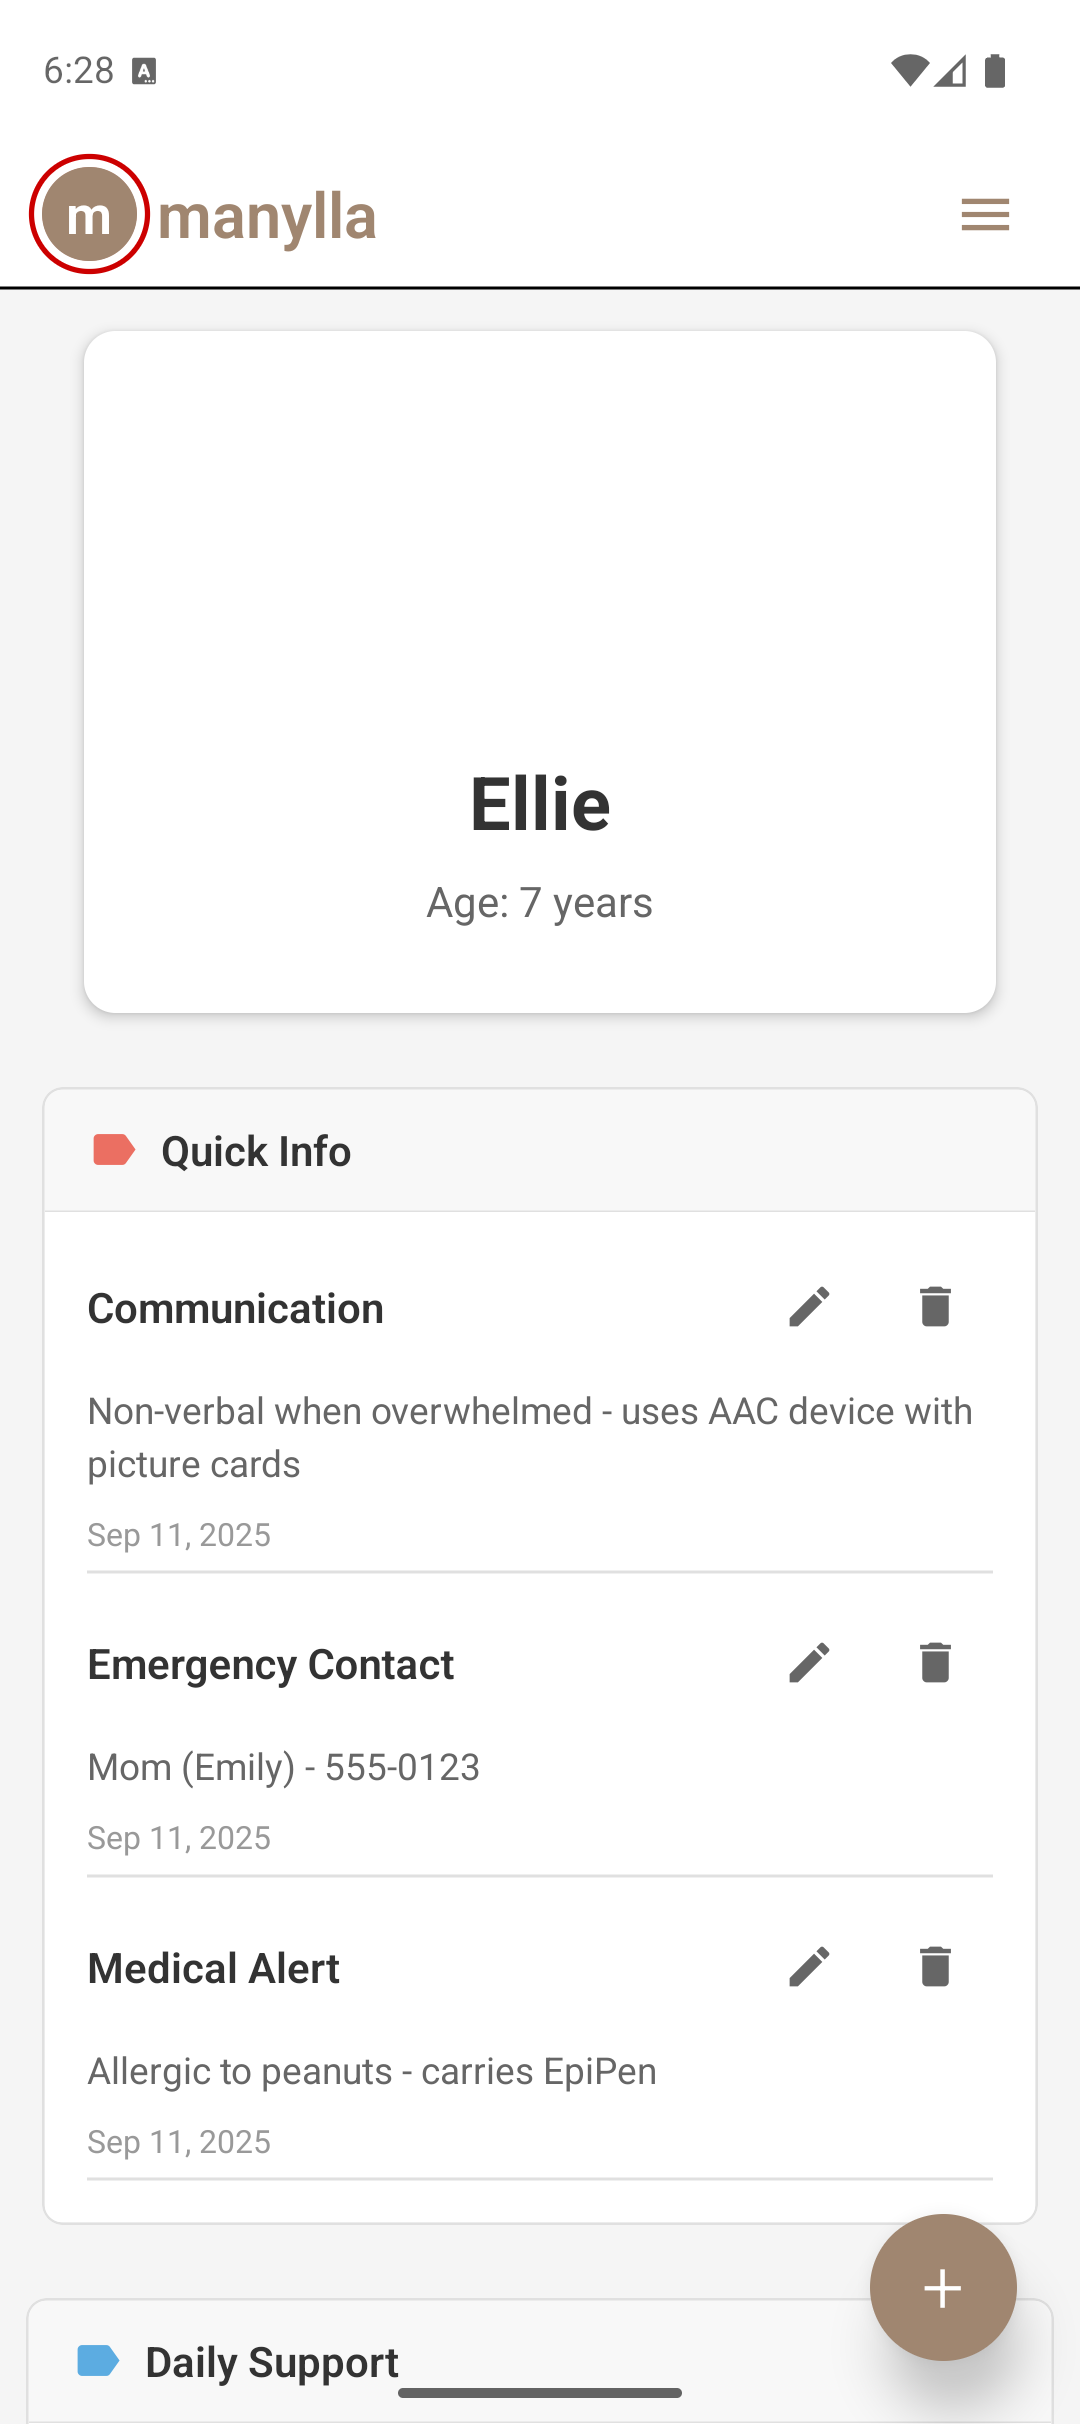 6:28
A
m manylla
Ellie
Age: 7 years
Quick Info
Communication
Non-verbal when overwhelmed - uses AAC device with
picture cards
Sep 11, 2025
Emergency Contact
Mom (Emily) - 555-0123
Sep 11, 2025
Medical Alert
Allergic to peanuts - carries EpiPen
Sep 11, 2025
+
Daily Support